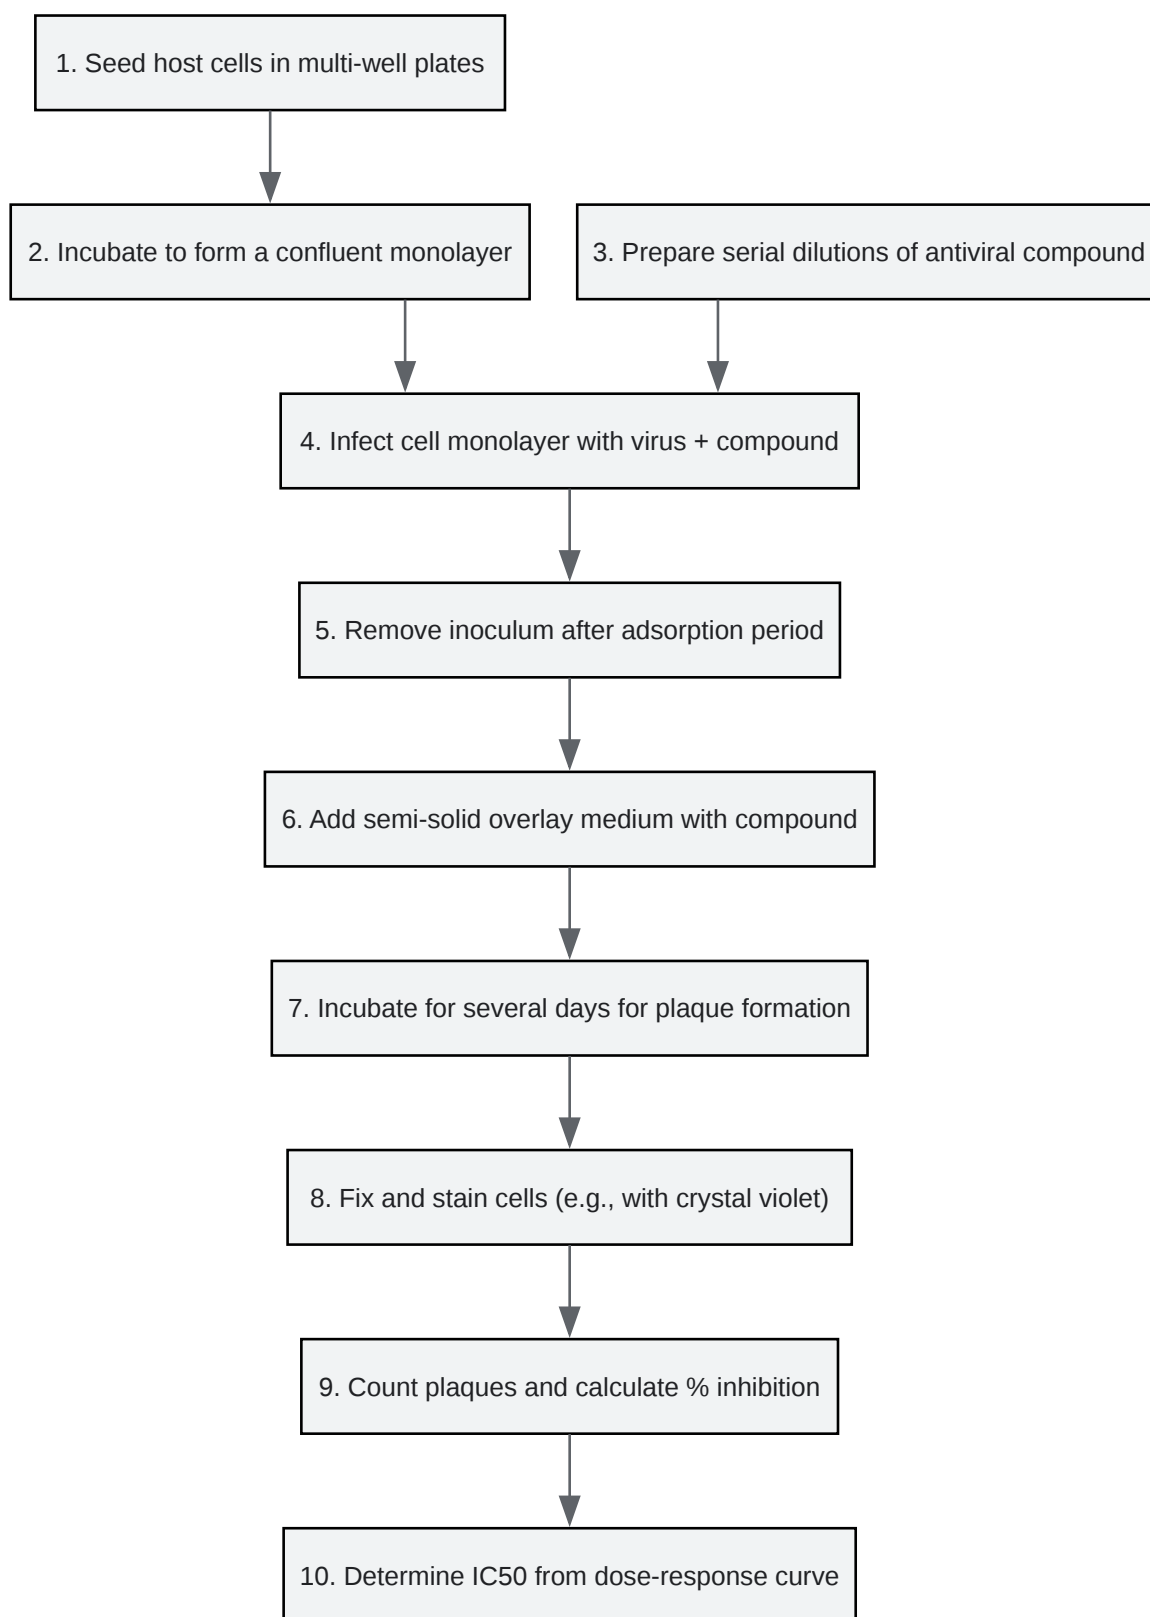 1. Seed host cells in multi-well plates
2. Incubate to form a confluent monolayer
3. Prepare serial dilutions of antiviral compound
4. Infect cell monolayer with virus + compound
5. Remove inoculum after adsorption period
6. Add semi-solid overlay medium with compound
7. Incubate for several days for plaque formation
8. Fix and stain cells (e.g., with crystal violet)
9. Count plaques and calculate % inhibition
10. Determine IC50 from dose-response curve